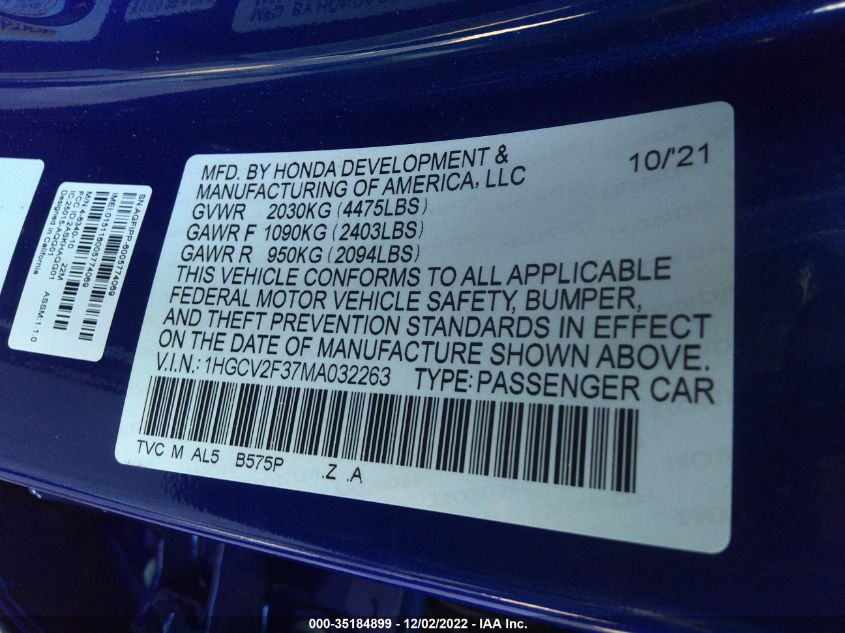 MFD. BY HONDA DEVELOPMENT &
MANUFACTURING OF AMERICA, LLC
10/'21
GVWR 2030KG (4475LBS)
GAWR F 1090KG (2403LBS)
GAWR R 950KG (2094LBS)
THIS VEHICLE CONFORMS TO ALL APPLICABLE
FEDERAL MOTOR VEHICLE SAFETY, BUMPER,
AND THEFT PREVENTION STANDARDS IN EFFECT
ON THE DATE OF MANUFACTURE SHOWN ABOVE.
V.I.N.: 1HGCV2F37MA032263 TYPE: PASSENGER CAR
TVC M AL5 B575P .Z .A
Designed in California
ASSM:1.1.0
000-35184899 - 12/02/2022 - IAA Inc.